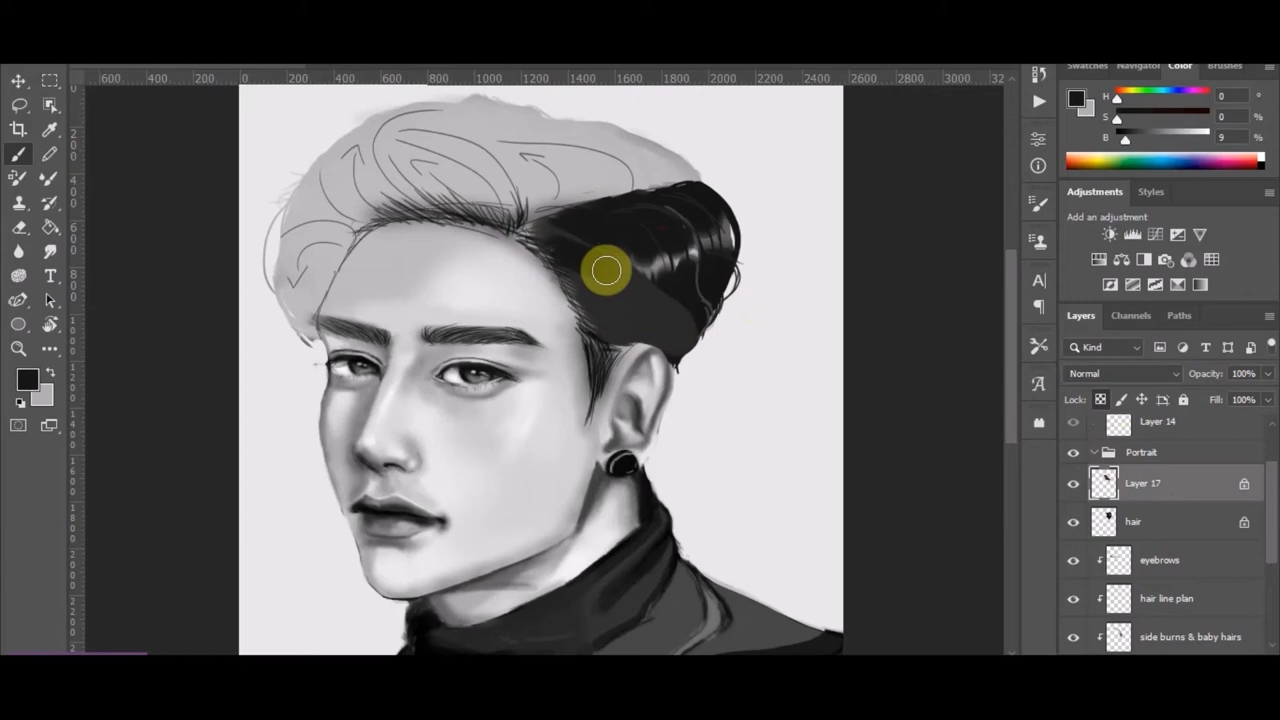 Swatches Navigator Color Brushes
600 400 200 0 200 400 600 800 1000 1200 1400 1600 1800 2000 2200 2400 2600 2800 3000 32
H 0 °
S 0 %
B 9 %
Adjustments Styles
Add an adjustment
Layers Channels Paths
Kind
Normal Opacity: 100%
Lock: Fill: 100%
Layer 14
Portrait
Layer 17
hair
eyebrows
hair line plan
side burns & baby hairs